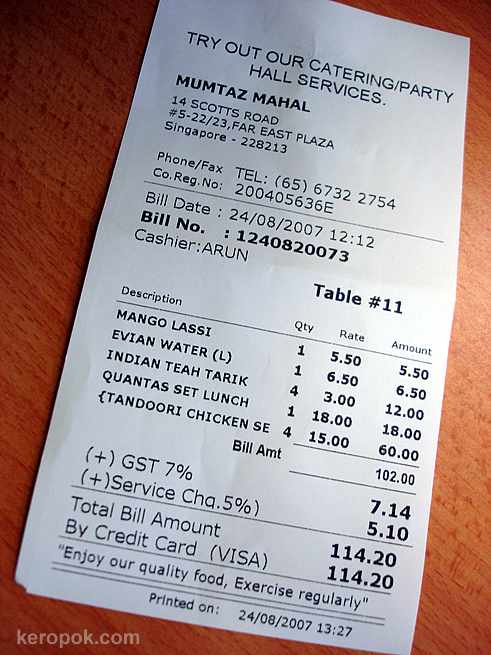 TRY OUT OUR CATERING/PARTY
HALL SERVICES.
MUMTAZ MAHAL
14 SCOTTS ROAD
#5-22/23,FAR EAST PLAZA
Singapore - 228213
Phone/Fax TEL: (65) 6732 2754
Co.Reg.No: 200405636E
Bill Date : 24/08/2007 12:12
Bill No. : 1240820073
Cashier:ARUN
Table #11
Description Qty Rate Amount
MANGO LASSI 1 5.50 5.50
EVIAN WATER (L) 1 6.50 6.50
INDIAN TEAH TARIK 4 3.00 12.00
QUANTAS SET LUNCH 1 18.00 18.00
{TANDOORI CHICKEN SE 4 15.00 60.00
Bill Amt 102.00
(+) GST 7% 7.14
(+)Service Chg.5%) 5.10
Total Bill Amount 114.20
By Credit Card (VISA) 114.20
"Enjoy our quality food, Exercise regularly"
Printed on: 24/08/2007 13:27
keropok.com